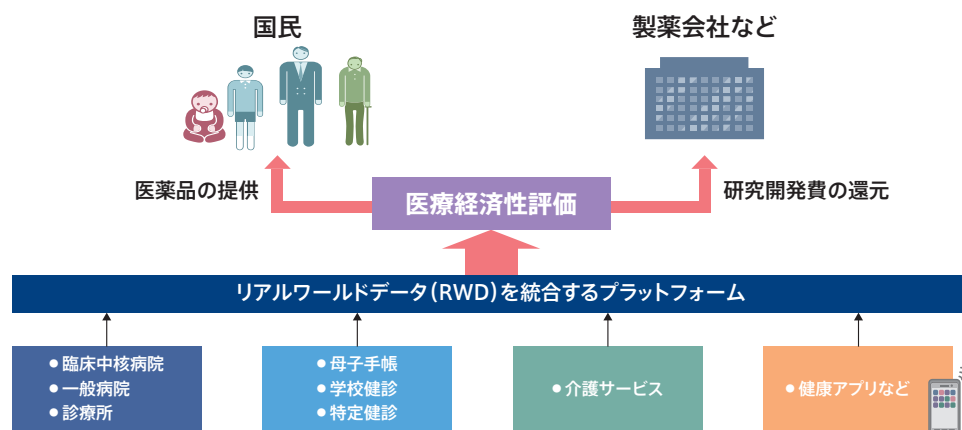 国民
製薬会社など
医薬品の提供
医療経済性評価
研究開発費の還元
リアルワールドデータ(RWD)を統合するプラットフォーム
● 臨床中核病院
● 一般病院
● 診療所
● 母子手帳
● 学校健診
● 特定健診
● 介護サービス
● 健康アプリなど